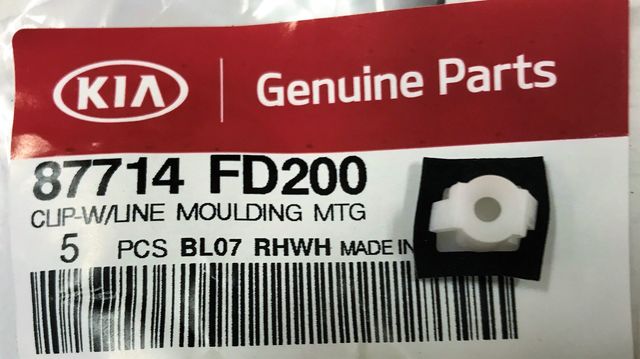 KIA Genuine Parts
87714 FD200
CLIP-W/LINE MOULDING MTG
5 PCS BL07 RHWH MADE IN